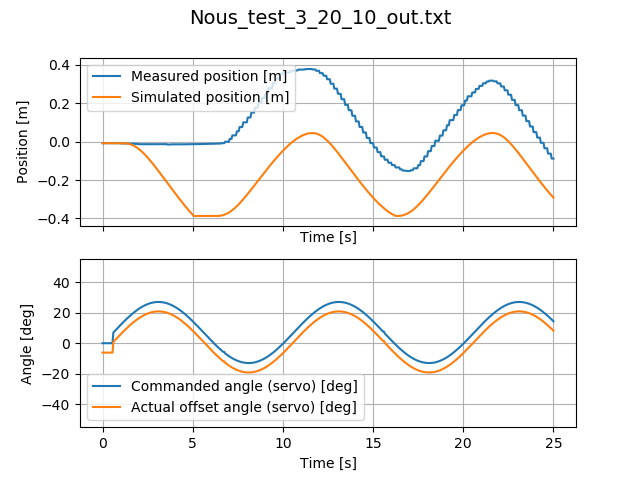 Nous_test_3_20_10_out.txt
0.4
0.2
0.0
−0.2
−0.4
Position [m]
Measured position [m]
Simulated position [m]
Time [s]
40
20
0
−20
−40
Angle [deg]
Commanded angle (servo) [deg]
Actual offset angle (servo) [deg]
0 5 10 15 20 25
Time [s]